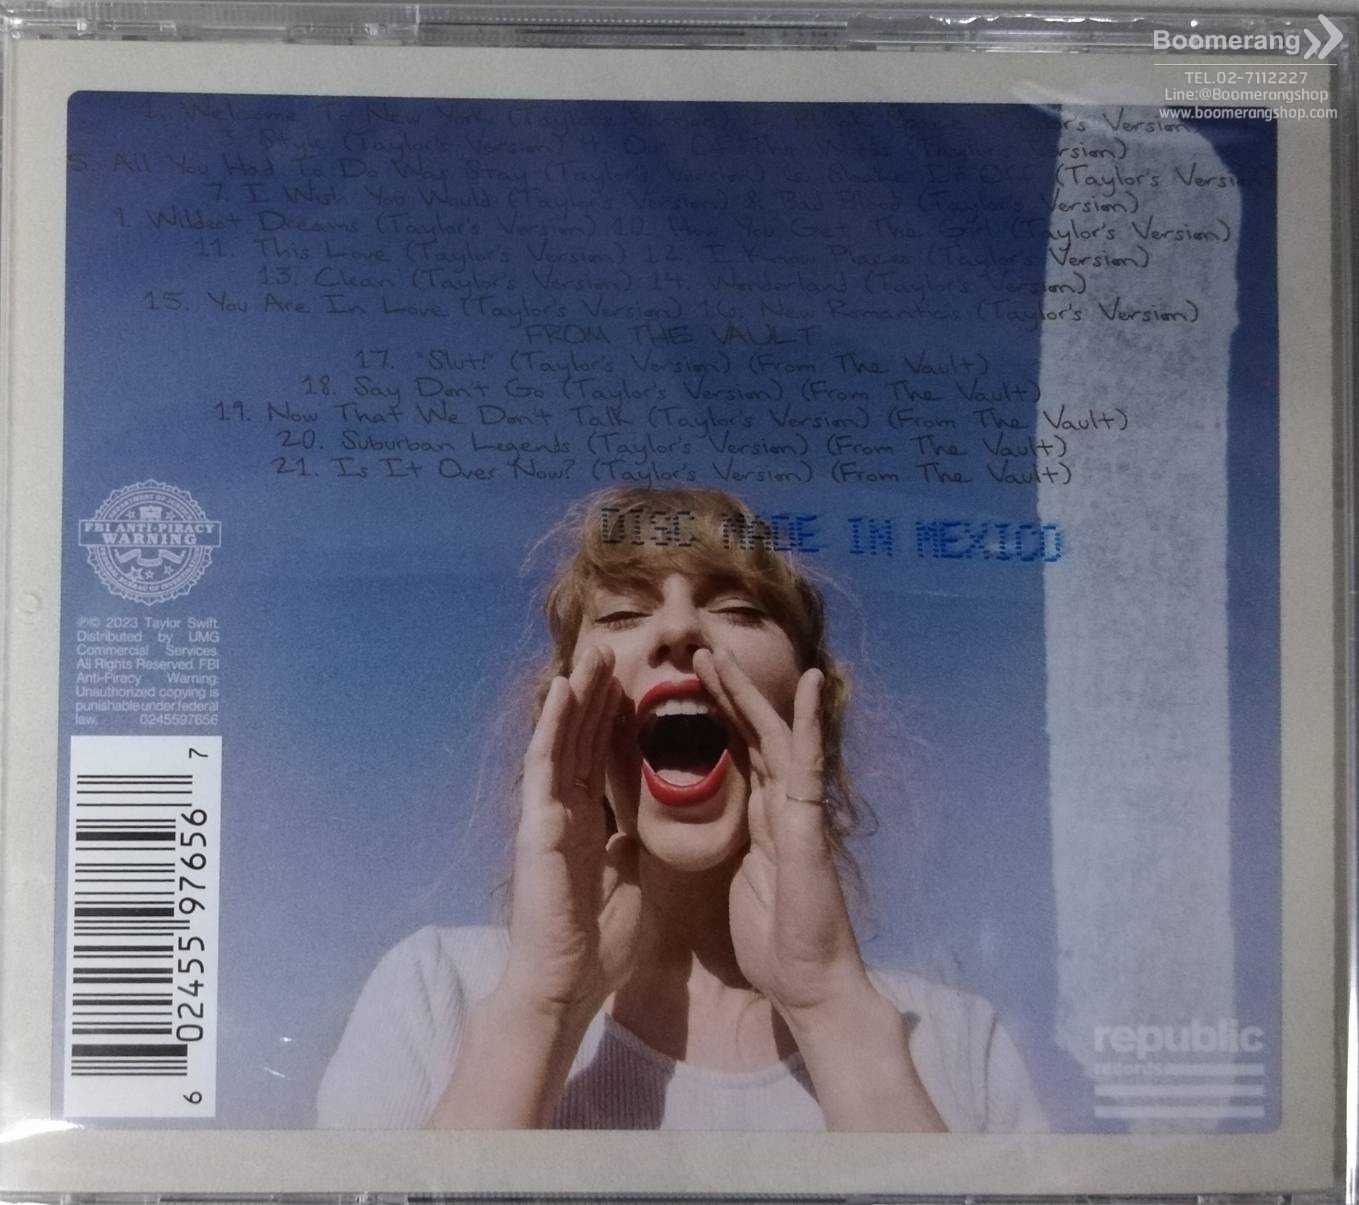 Boomerang
TEL.02-7112227
Line:@Boomerangshop
www.boomerangshop.com
1. Welcome To New York
3. Style (Taylor's Version) 4. Out Of The Woods (Taylor's Version)
5. All You Had To Do Was Stay (Taylor's Version) 6. Shake It Off (Taylor's Version)
7. I Wish You Would (Taylor's Version) 8. Bad Blood (Taylor's Version)
9. Wildest Dreams (Taylor's Version) 10. How You Get The Girl (Taylor's Version)
11. This Love (Taylor's Version) 12. I Know Places (Taylor's Version)
13. Clean (Taylor's Version) 14. Wonderland (Taylor's Version)
15. You Are In Love (Taylor's Version) 16. New Romantics (Taylor's Version)
FROM THE VAULT
17. "Slut!" (Taylor's Version) (From The Vault)
18. Say Don't Go (Taylor's Version) (From The Vault)
19. Now That We Don't Talk (Taylor's Version) (From The Vault)
20. Suburban Legends (Taylor's Version) (From The Vault)
21. Is It Over Now? (Taylor's Version) (From The Vault)
DISC MADE IN MEXICO
FBI ANTI-PIRACY
WARNING
℗© 2023 Taylor Swift.
Distributed by UMG
Commercial Services.
All Rights Reserved. FBI
Anti-Piracy Warning:
Unauthorized copying is
punishable under federal
law. 0245597656
6 02455 97656 7
republic
records